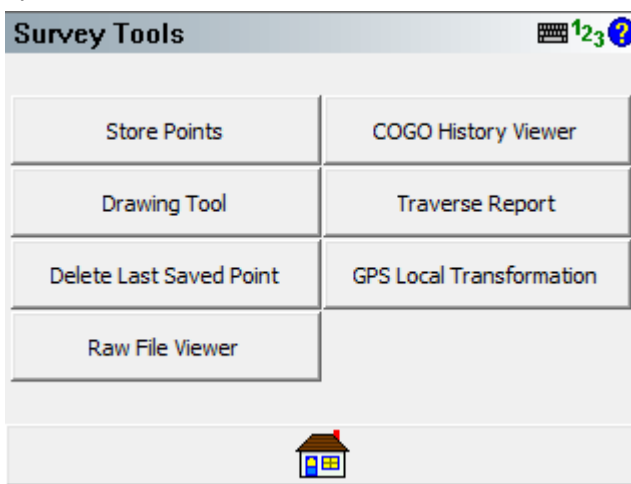 Survey Tools 123?
Store Points
COGO History Viewer
Drawing Tool
Traverse Report
Delete Last Saved Point
GPS Local Transformation
Raw File Viewer